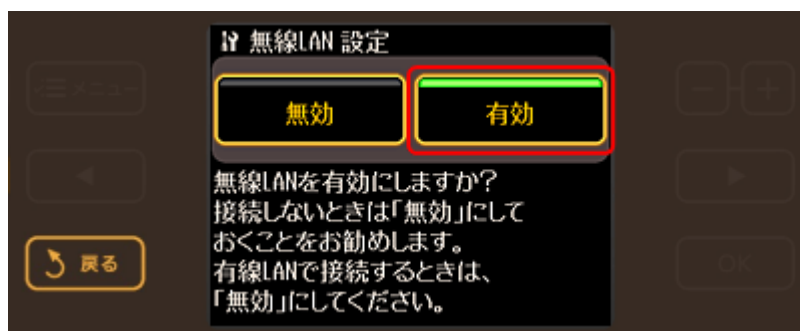 無線LAN 設定
無効
有効
無線LANを有効にしますか?
接続しないときは「無効」にして
おくことをお勧めします。
有線LANで接続するときは、
「無効」にしてください。
メニュー
戻る
OK